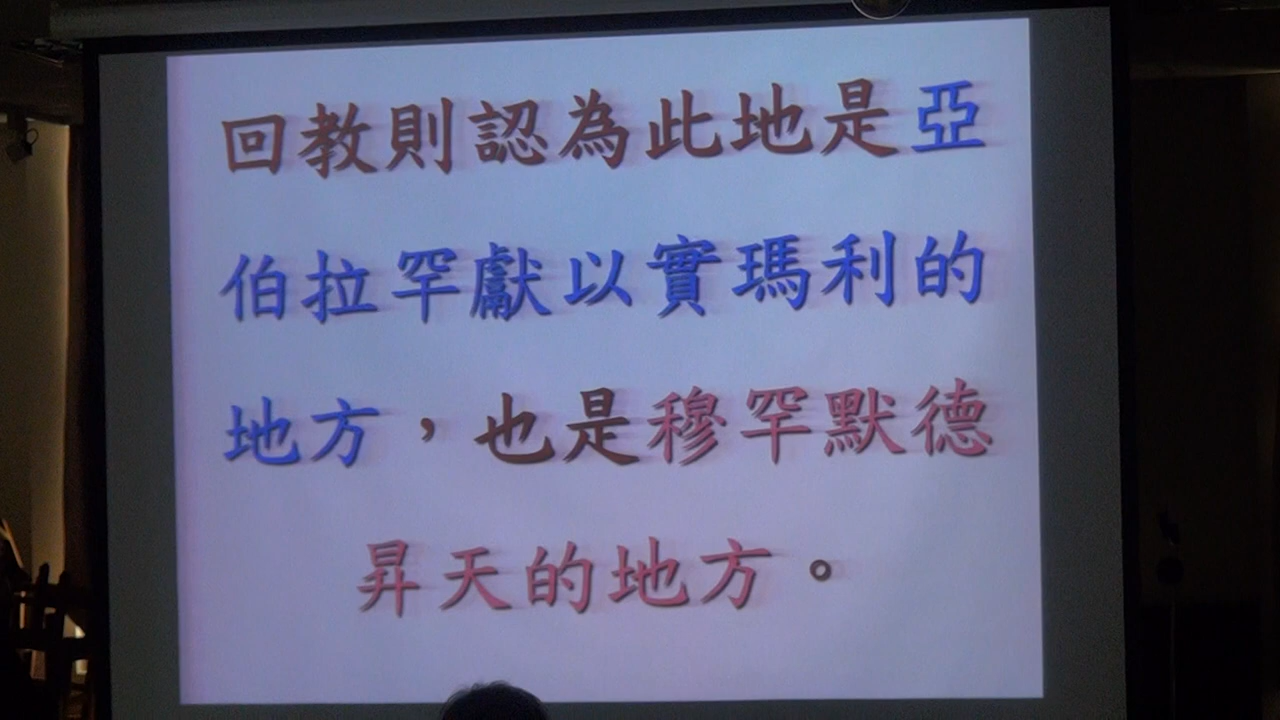 回教則認為此地是亞
伯拉罕獻以實瑪利的
地方，也是穆罕默德
昇天的地方。